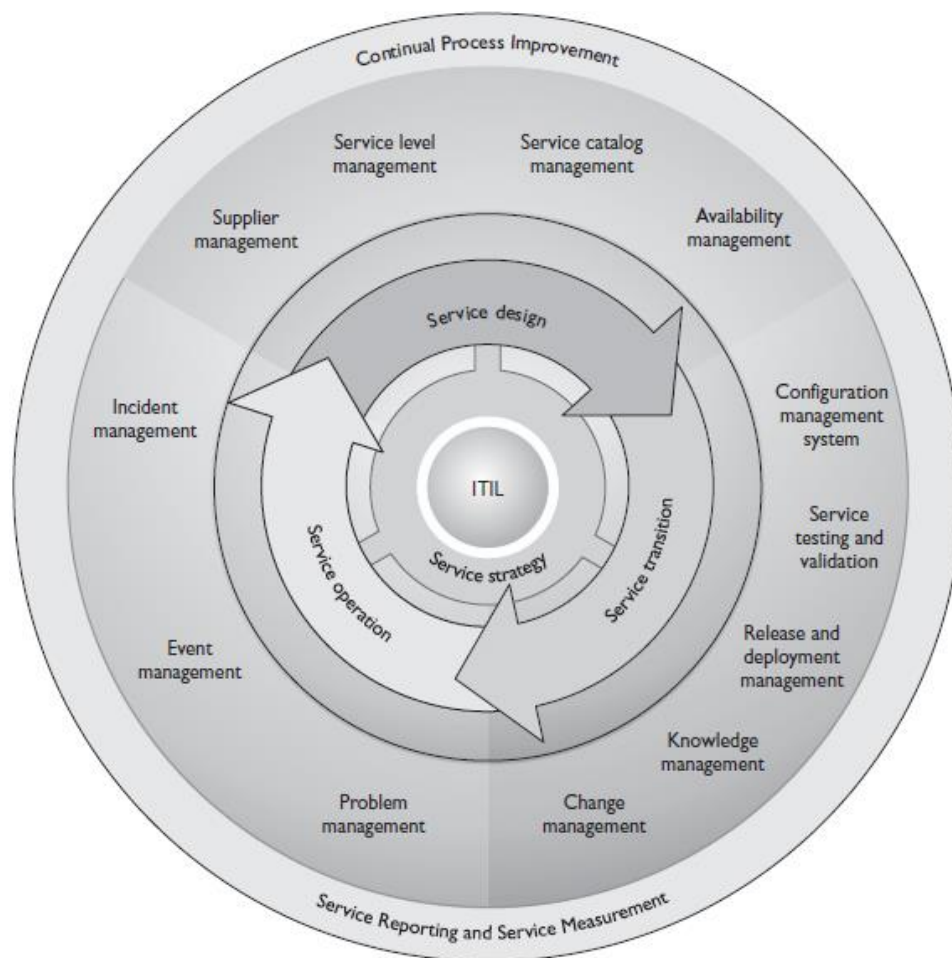 Continual Process Improvement
Service level
management
Service catalog
management
Supplier
management
Availability
management
Service design
Incident
management
Configuration
management
system
ITIL
Service
testing and
validation
Service strategy
Service transition
Service operation
Event
management
Release and
deployment
management
Knowledge
management
Problem
management
Change
management
Service Reporting and Service Measurement